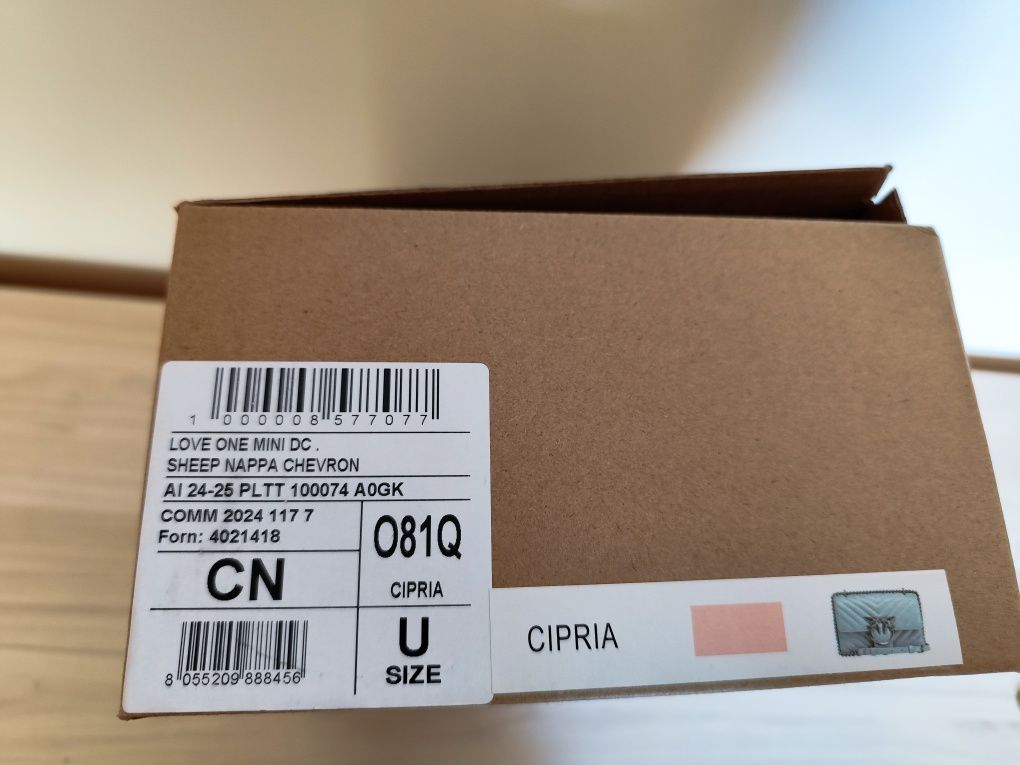 1 000008 577077
LOVE ONE MINI DC .
SHEEP NAPPA CHEVRON
AI 24-25 PLTT 100074 A0GK
COMM 2024 117 7
Forn: 4021418
CN
O81Q
CIPRIA
U
SIZE
8 055209 888456
CIPRIA